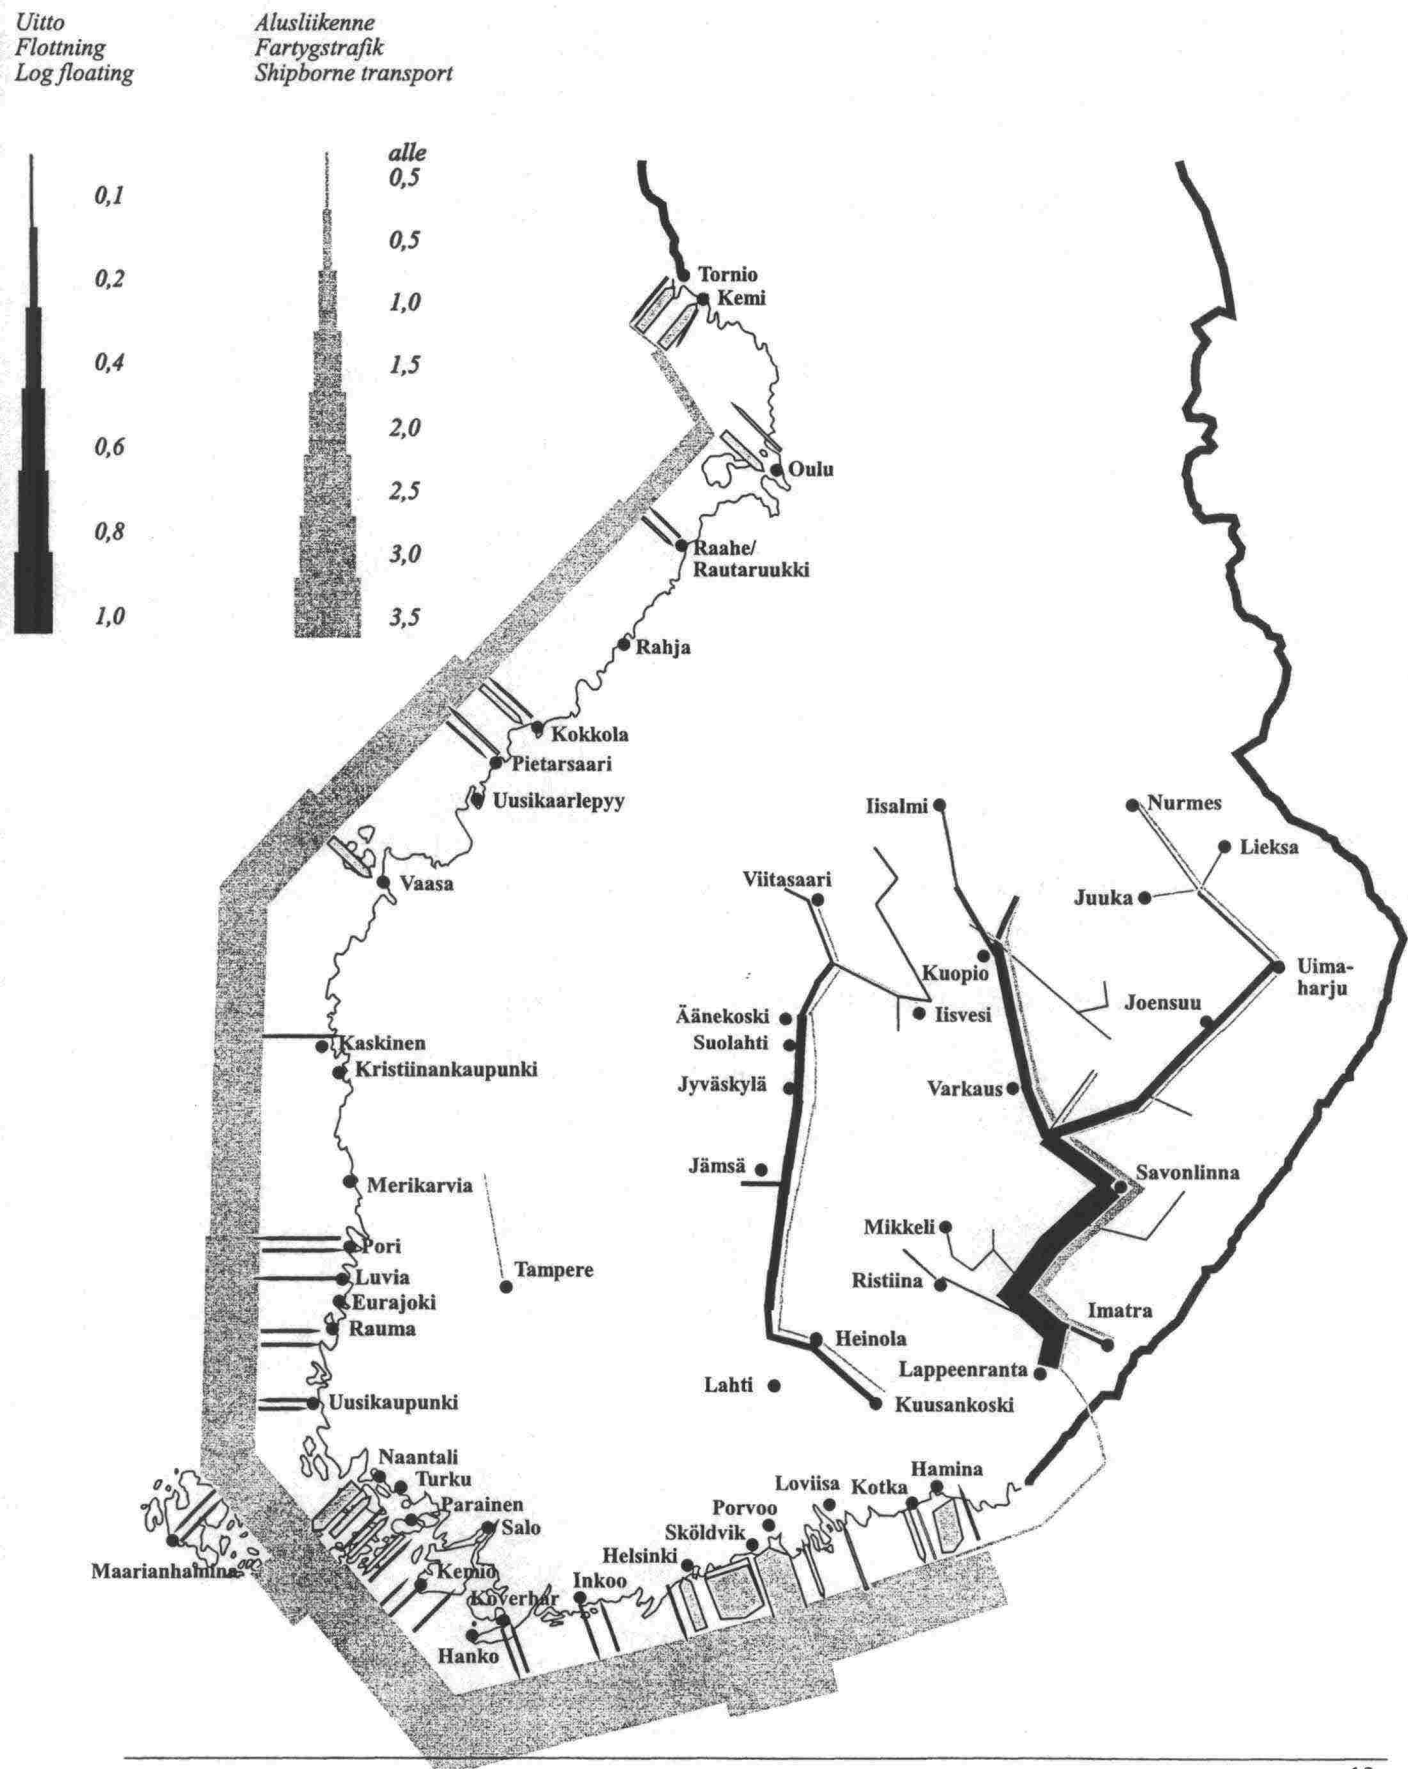 Uitto
Flottning
Log floating
Alusliikenne
Fartygstrafik
Shipborne transport
0,1
0,2
0,4
0,6
0,8
1,0
alle
0,5
0,5
1,0
1,5
2,0
2,5
3,0
3,5
Tornio
Kemi
Oulu
Raahe/
Rautaruukki
Rahja
Kokkola
Pietarsaari
Uusikaarlepyy
Vaasa
Kaskinen
Kristiinankaupunki
Merikarvia
Pori
Luvia
Eurajoki
Rauma
Uusikaupunki
Naantali
Turku
Parainen
Salo
Maarianhamina
Kemiö
Koverhar
Hanko
Inkoo
Helsinki
Sköldvik
Porvoo
Loviisa
Kotka
Hamina
Tampere
Iisalmi
Nurmes
Lieksa
Juuka
Viitasaari
Kuopio
Uima-
harju
Joensuu
Iisvesi
Äänekoski
Suolahti
Jyväskylä
Varkaus
Jämsä
Savonlinna
Mikkeli
Ristiina
Imatra
Heinola
Lappeenranta
Lahti
Kuusankoski